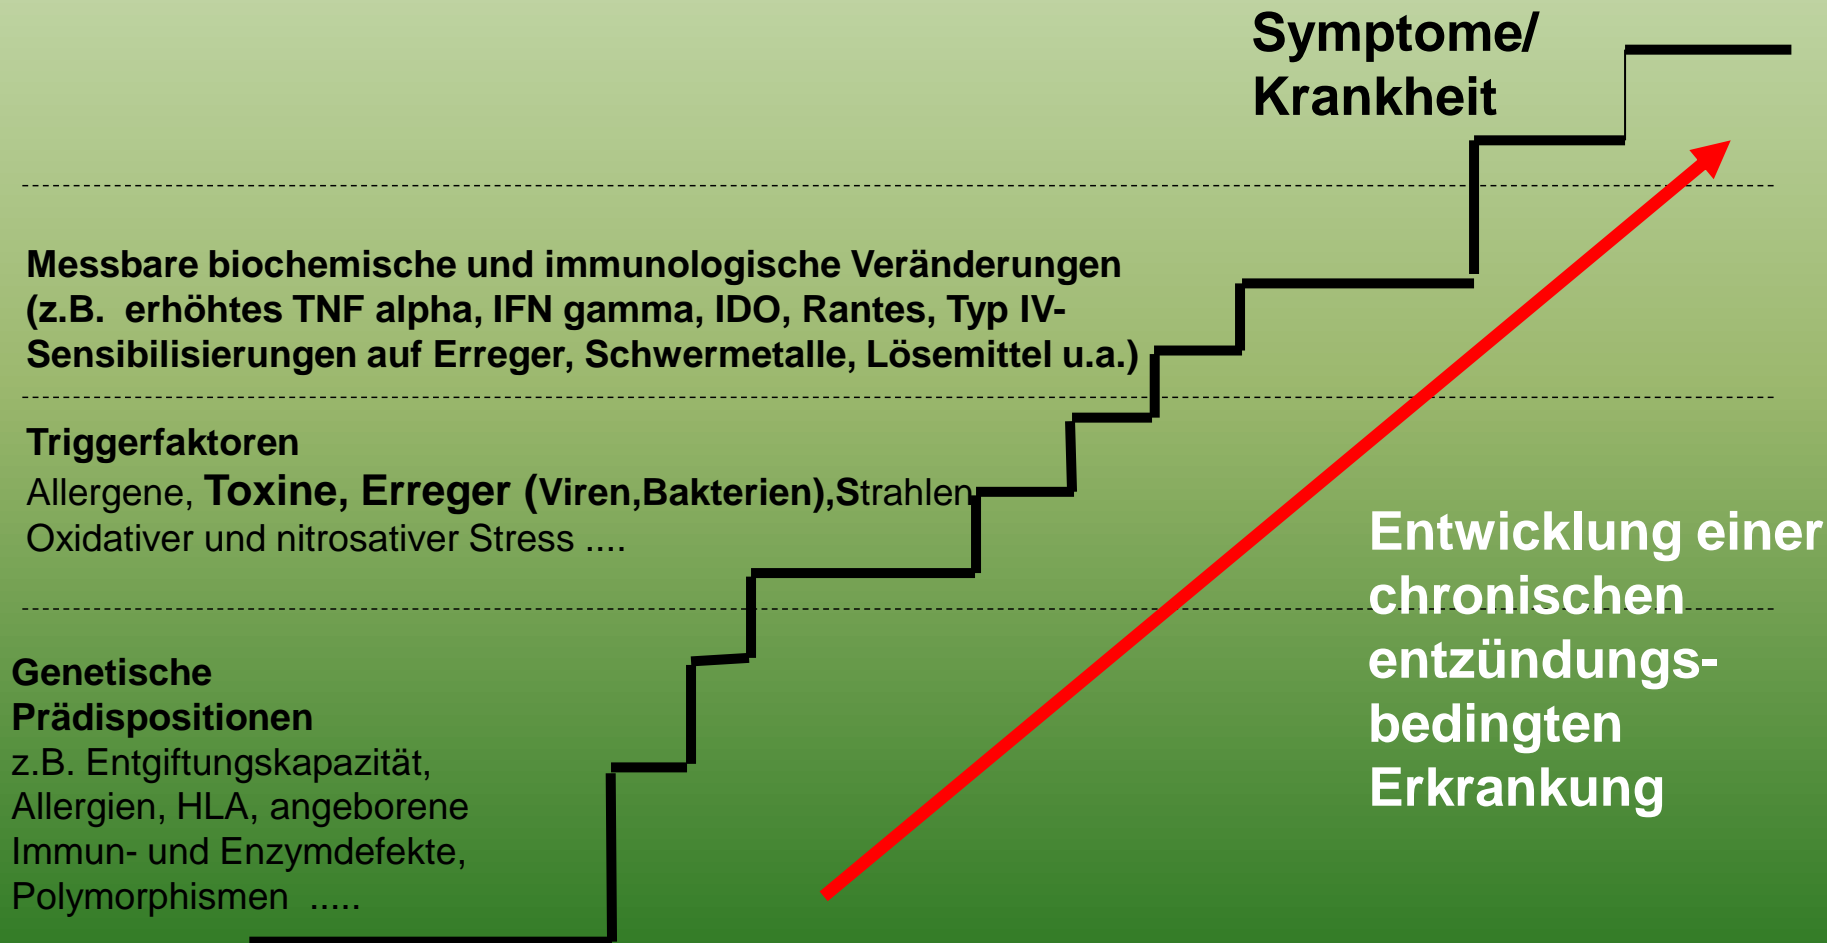 Symptome/
Krankheit
Messbare biochemische und immunologische Veränderungen
(z.B.  erhöhtes TNF alpha, IFN gamma, IDO, Rantes, Typ IV-
Sensibilisierungen auf Erreger, Schwermetalle, Lösemittel u.a.)
Triggerfaktoren
Allergene, Toxine, Erreger (Viren,Bakterien),Strahlen
Oxidativer und nitrosativer Stress ....
Genetische
Prädispositionen
z.B. Entgiftungskapazität,
Allergien, HLA, angeborene
Immun- und Enzymdefekte,
Polymorphismen  .....
Entwicklung einer
chronischen
entzündungs-
bedingten
Erkrankung